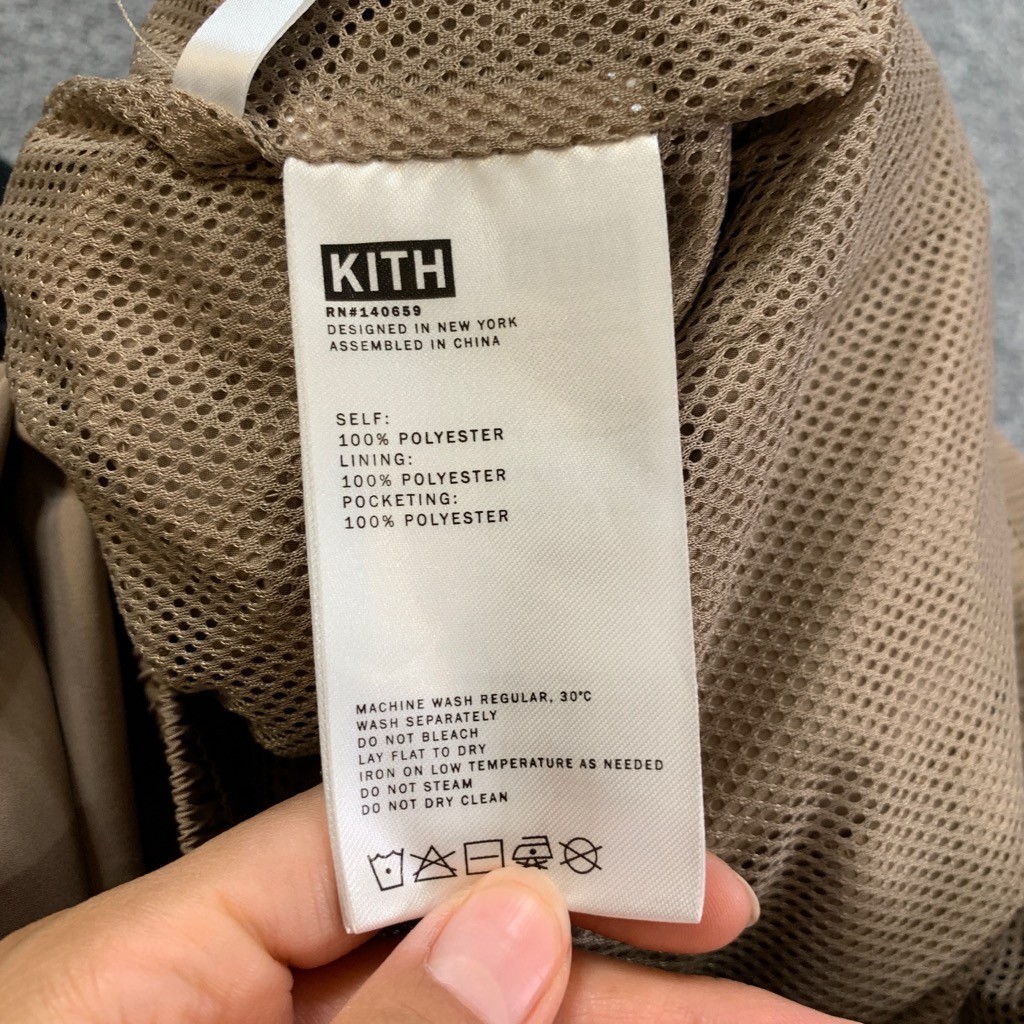 KITH
RN#140659
DESIGNED IN NEW YORK
ASSEMBLED IN CHINA
SELF:
100% POLYESTER
LINING:
100% POLYESTER
POCKETING:
100% POLYESTER
MACHINE WASH REGULAR, 30°C
WASH SEPARATELY
DO NOT BLEACH
LAY FLAT TO DRY
IRON ON LOW TEMPERATURE AS NEEDED
DO NOT STEAM
DO NOT DRY CLEAN